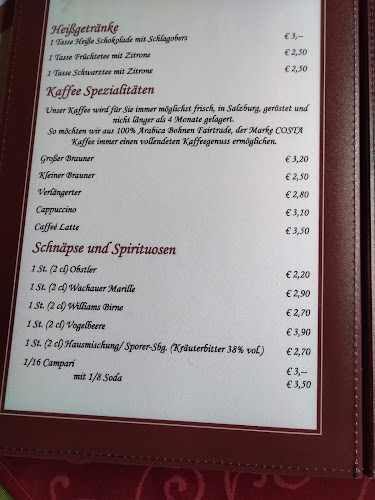 Heißgetränke
1 Tasse Heiße Schokolade mit Schlagobers € 3,–
1 Tasse Früchtetee mit Zitrone € 2,50
1 Tasse Schwarztee mit Zitrone € 2,50
Kaffee Spezialitäten
Unser Kaffee wird für Sie immer möglichst frisch, in Salzburg, geröstet und
nicht länger als 4 Monate gelagert.
So möchten wir aus 100% Arabica Bohnen Fairtrade, der Marke COSTA
Kaffee immer einen vollendeten Kaffeegenuss ermöglichen.
Großer Brauner € 3,20
Kleiner Brauner € 2,50
Verlängerter € 2,80
Cappuccino € 3,10
Caffeé Latte € 3,50
Schnäpse und Spirituosen
1 St. (2 cl) Obstler € 2,20
1 St. (2 cl) Wachauer Marille € 2,90
1 St. (2 cl) Williams Birne € 2,70
1 St. (2 cl) Vogelbeere € 3,90
1 St. (2 cl) Hausmischung/ Sporer-Sbg. (Kräuterbitter 38% vol.) € 2,70
1/16 Campari € 3,–
mit 1/8 Soda € 3,50